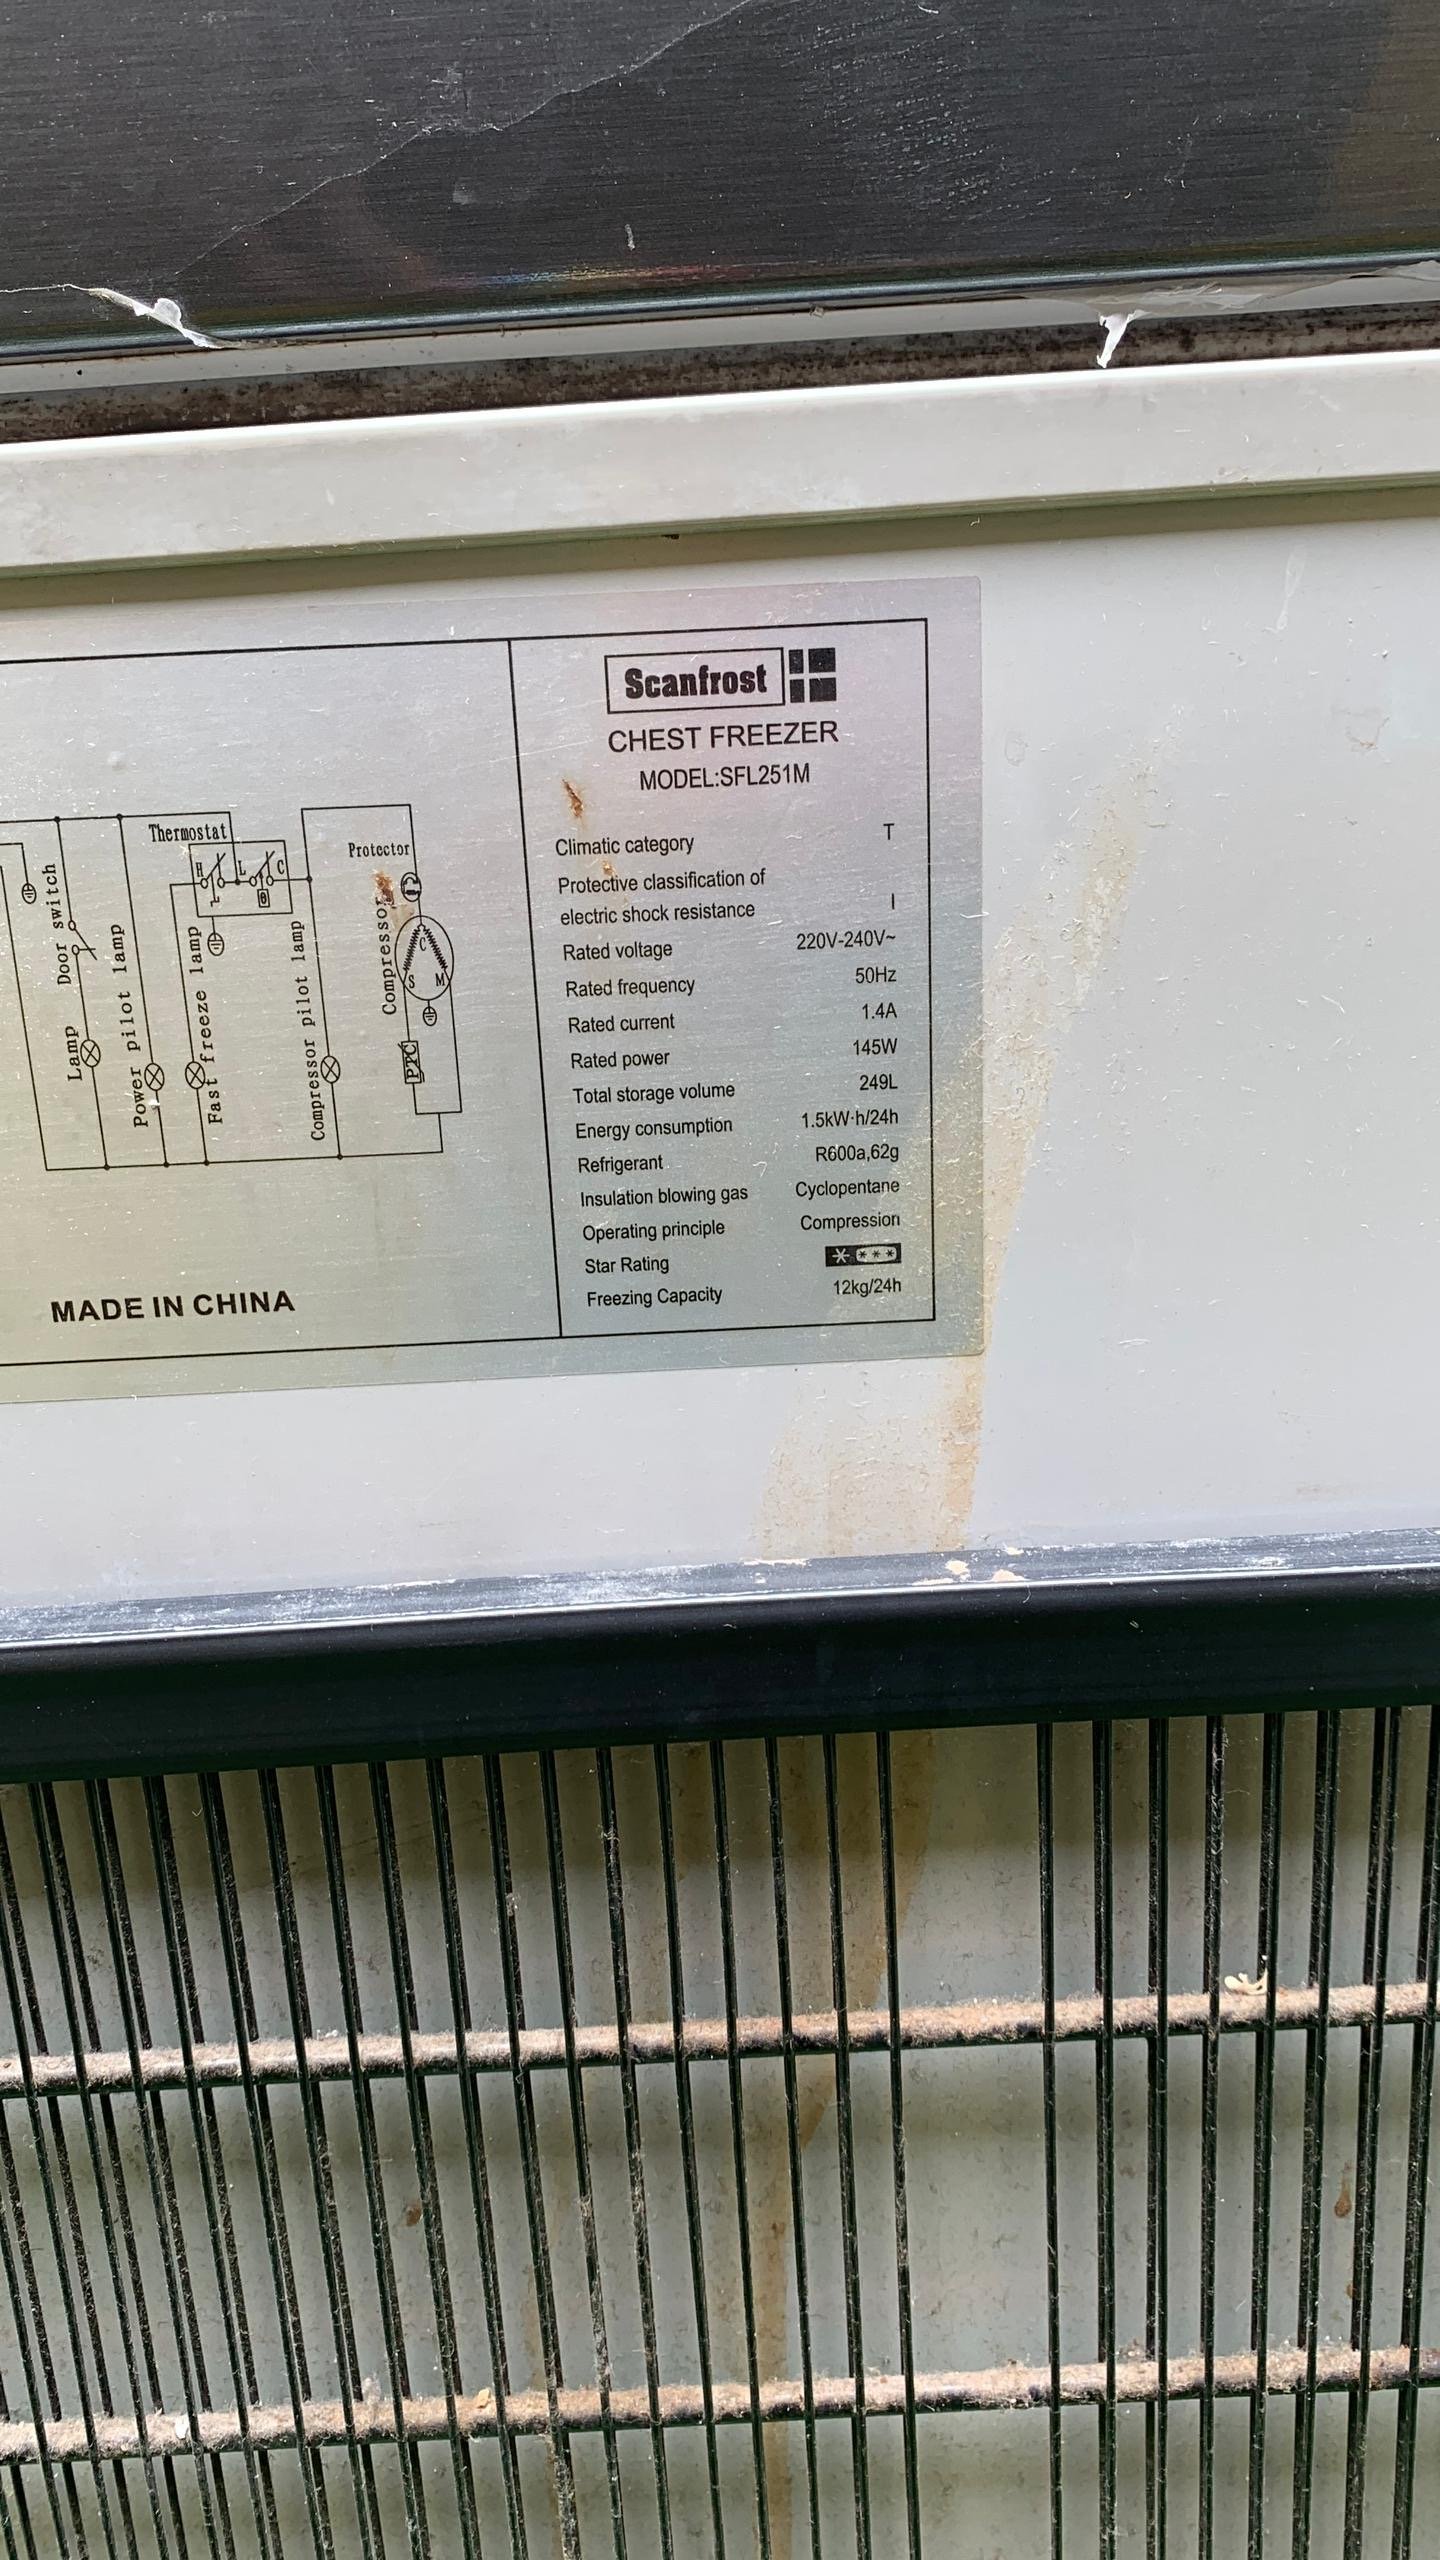 Door switch
Lamp
Power pilot lamp
Thermostat
H
L
C
Fast freeze lamp
Compressor pilot lamp
Protector
Compressor
C
S
M
PTC
MADE IN CHINA
Scanfrost
CHEST FREEZER
MODEL:SFL251M
Climatic category T
Protective classification of
electric shock resistance I
Rated voltage 220V-240V~
Rated frequency 50Hz
Rated current 1.4A
Rated power 145W
Total storage volume 249L
Energy consumption 1.5kW·h/24h
Refrigerant R600a,62g
Insulation blowing gas Cyclopentane
Operating principle Compression
Star Rating
Freezing Capacity 12kg/24h